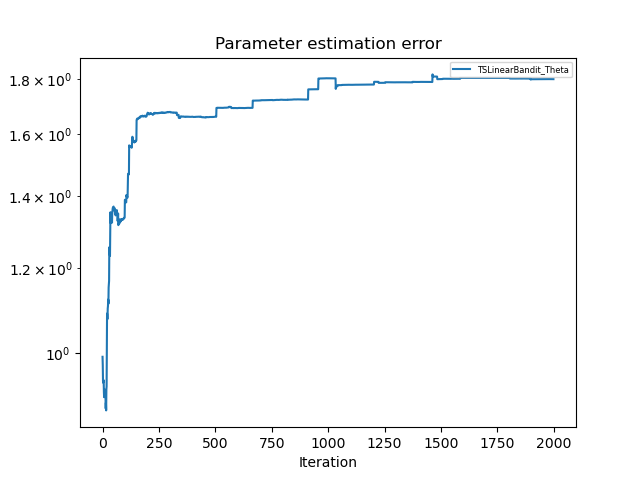 Parameter estimation error
TSLinearBandit_Theta
1.8 × 10⁰
1.6 × 10⁰
1.4 × 10⁰
1.2 × 10⁰
10⁰
0 250 500 750 1000 1250 1500 1750 2000
Iteration